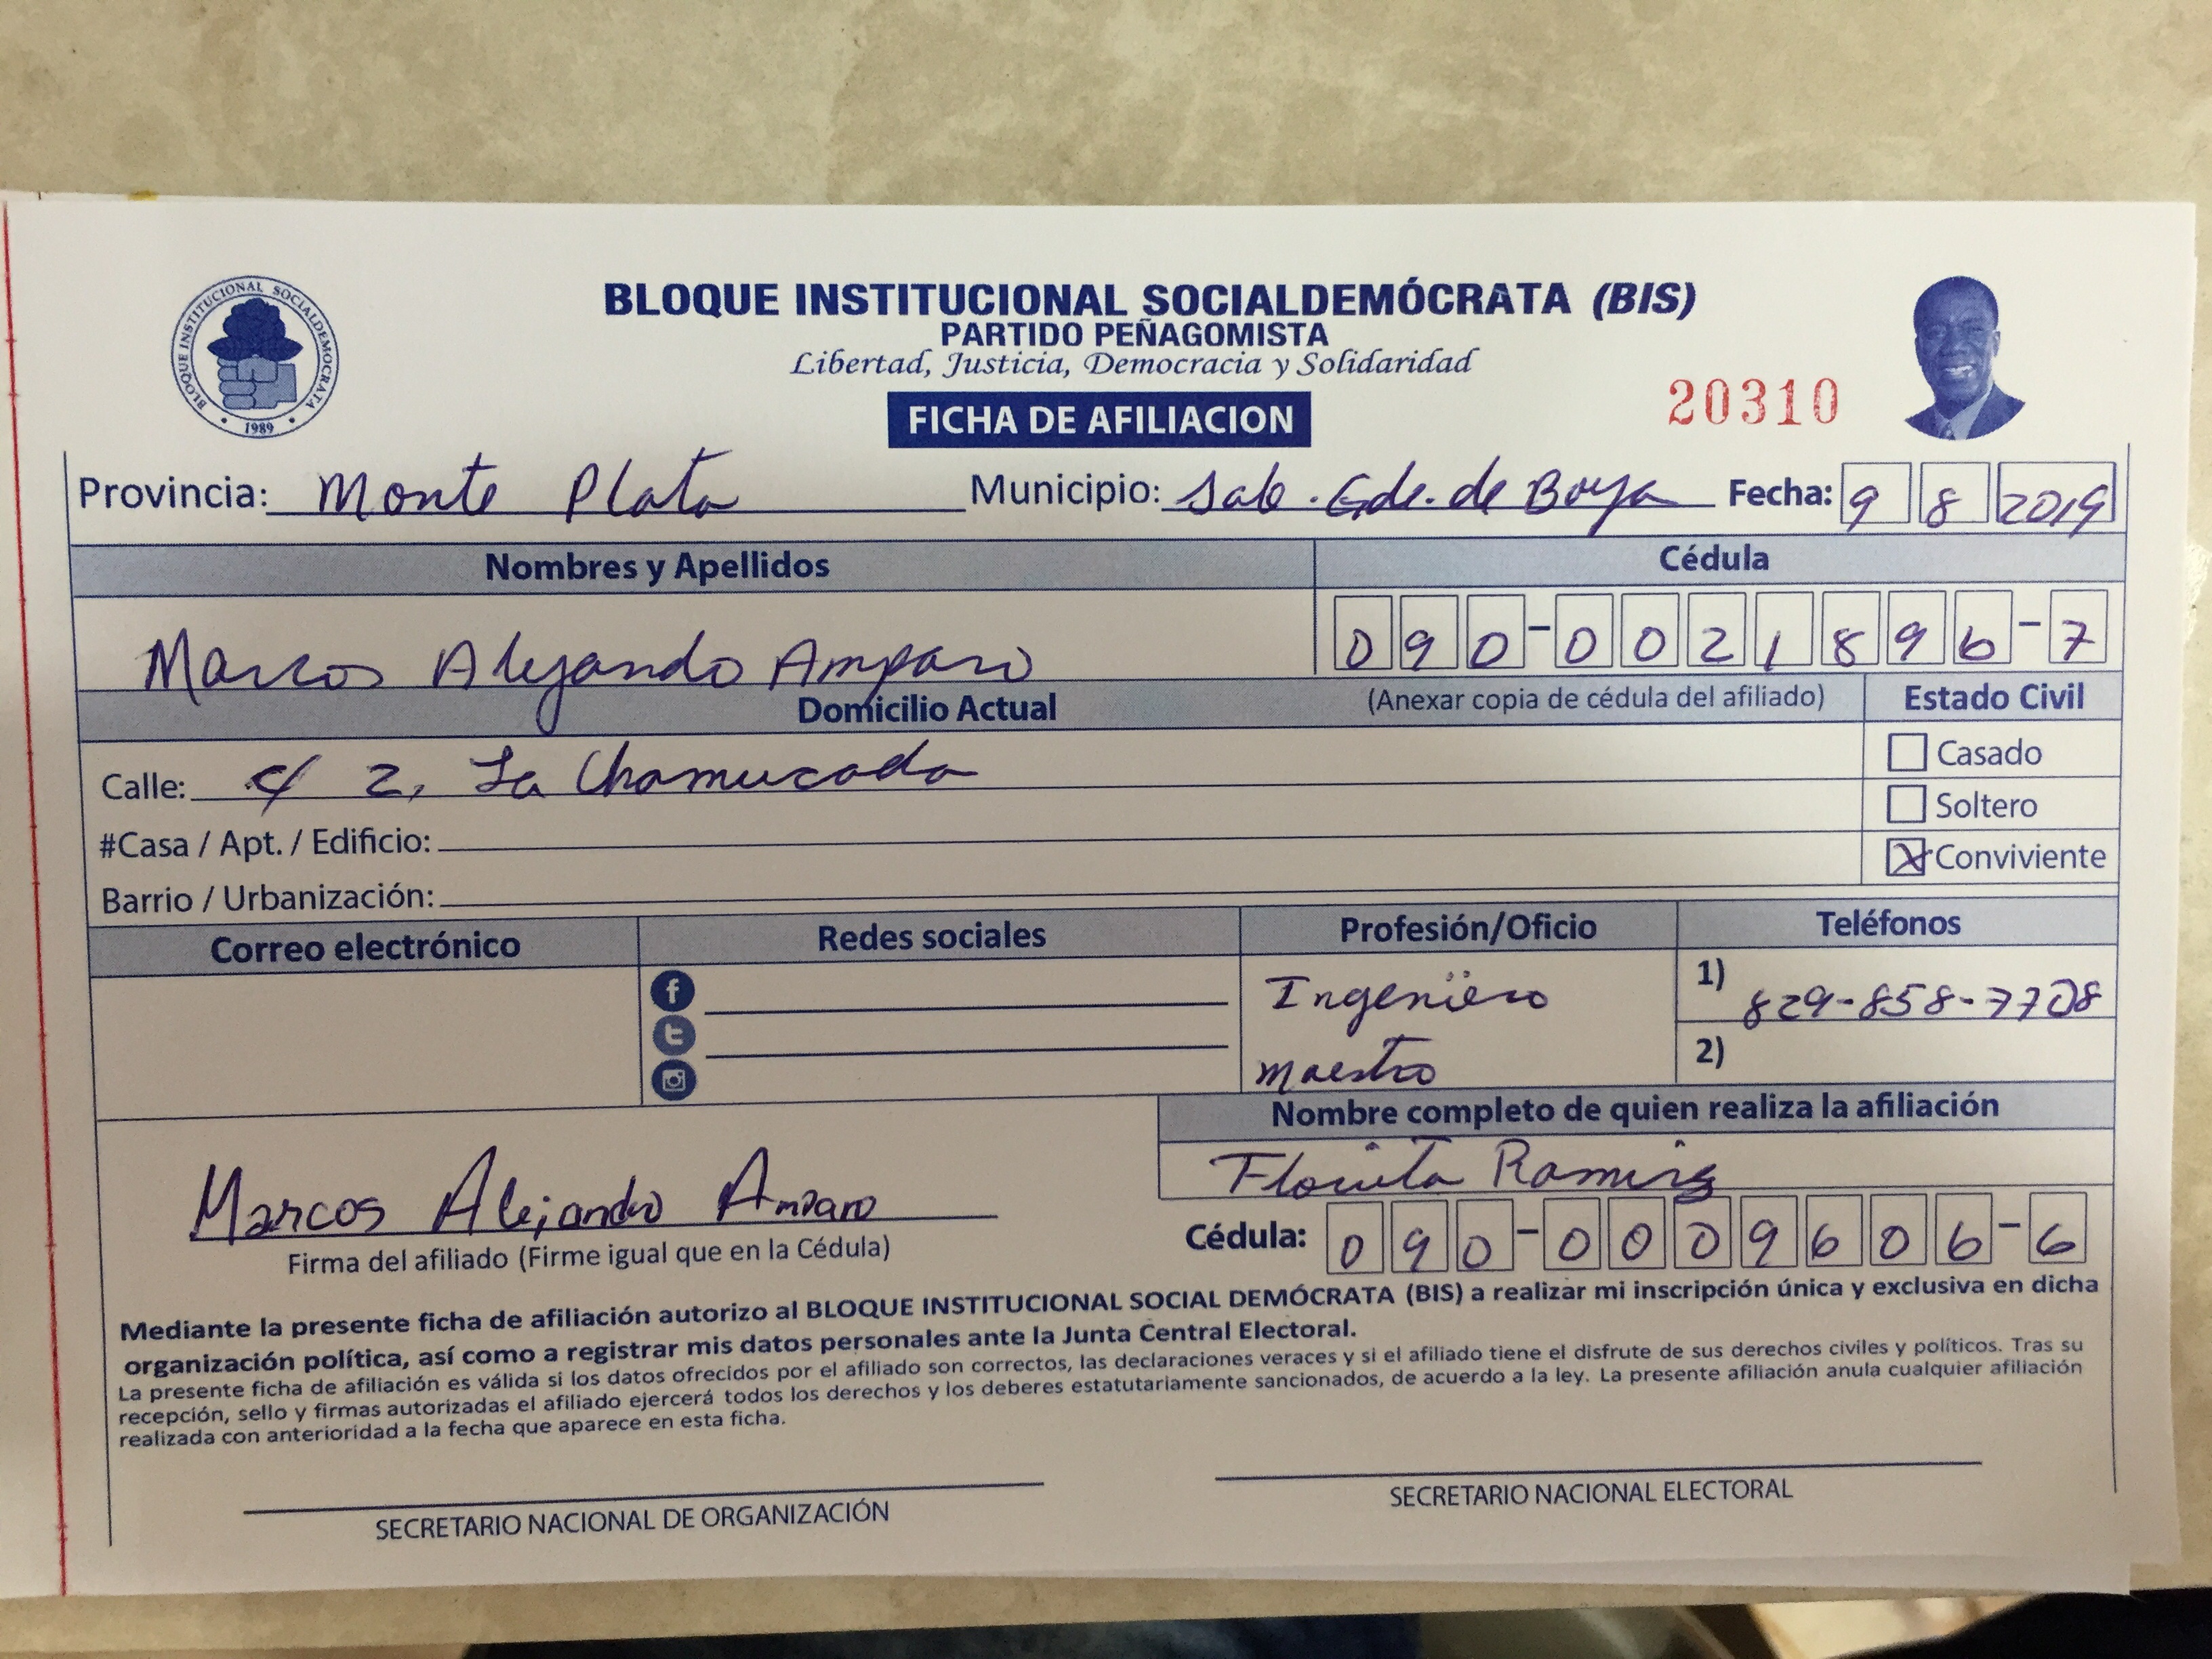 BLOQUE INSTITUCIONAL SOCIALDEMÓCRATA
1989
BLOQUE INSTITUCIONAL SOCIALDEMÓCRATA (BIS)
PARTIDO PEÑAGOMISTA
Libertad, Justicia, Democracia y Solidaridad
20310
FICHA DE AFILIACION
Provincia: Monte Plata Municipio: Sab. Gde. de Boya Fecha: 9 8 2019
Nombres y Apellidos Cédula
Marcos Alejando Amparo 090-0021896-7
Domicilio Actual (Anexar copia de cédula del afiliado) Estado Civil
Calle: c/ 2, La Chamucada Casado
#Casa / Apt. / Edificio: Soltero
Barrio / Urbanización: X Conviviente
Correo electrónico Redes sociales Profesión/Oficio Teléfonos
Ingeniero 1) 829-858-7708
maestro 2)
Nombre completo de quien realiza la afiliación
Florita Ramirez
Marcos Alejandro Amparo Cédula: 090-0009606-6
Firma del afiliado (Firme igual que en la Cédula)
Mediante la presente ficha de afiliación autorizo al BLOQUE INSTITUCIONAL SOCIAL DEMÓCRATA (BIS) a realizar mi inscripción única y exclusiva en dicha
organización política, así como a registrar mis datos personales ante la Junta Central Electoral.
La presente ficha de afiliación es válida si los datos ofrecidos por el afiliado son correctos, las declaraciones veraces y si el afiliado tiene el disfrute de sus derechos civiles y políticos. Tras su
recepción, sello y firmas autorizadas el afiliado ejercerá todos los derechos y los deberes estatutariamente sancionados, de acuerdo a la ley. La presente afiliación anula cualquier afiliación
realizada con anterioridad a la fecha que aparece en esta ficha.
SECRETARIO NACIONAL DE ORGANIZACIÓN SECRETARIO NACIONAL ELECTORAL